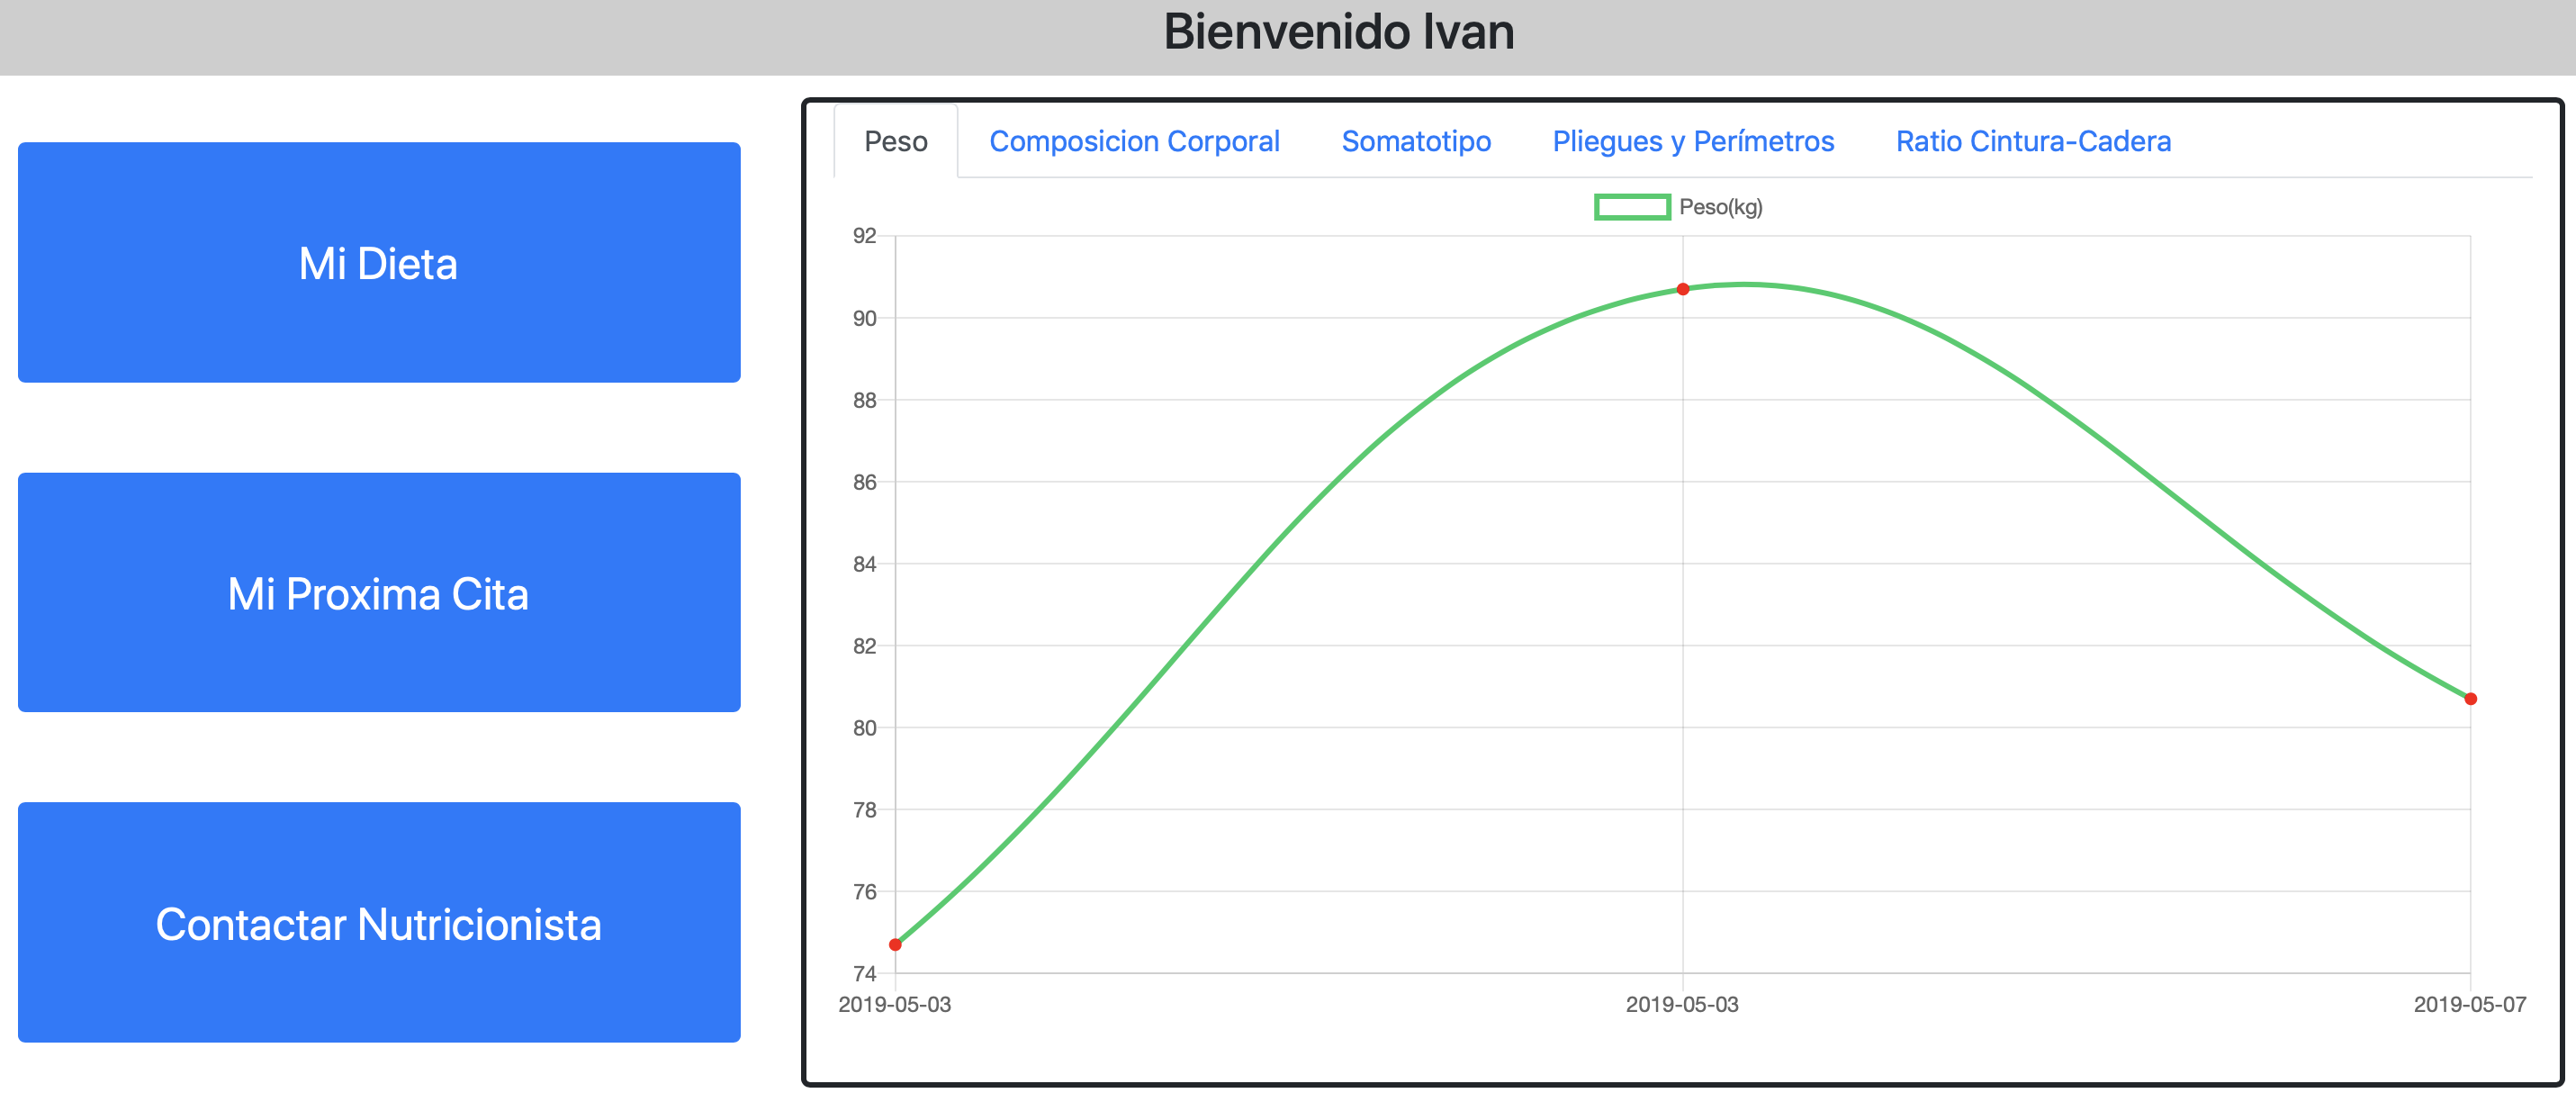 Bienvenido Ivan
Mi Dieta
Mi Proxima Cita
Contactar Nutricionista
Peso Composicion Corporal Somatotipo Pliegues y Perímetros Ratio Cintura-Cadera
Peso(kg)
92
90
88
86
84
82
80
78
76
74
2019-05-03 2019-05-03 2019-05-07